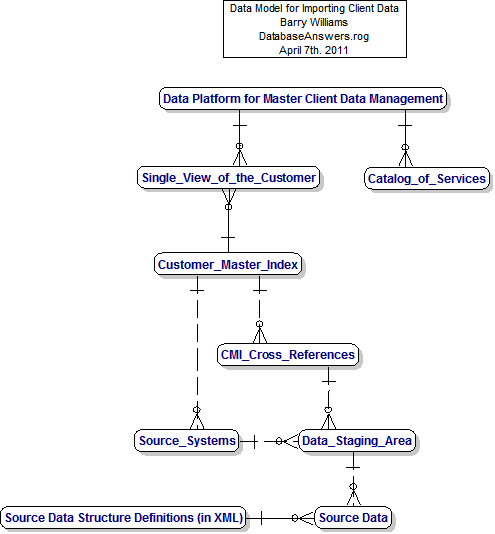 Data Model for Importing Client Data
Barry Williams
DatabaseAnswers.rog
April 7th. 2011
Data Platform for Master Client Data Management
Single_View_of_the_Customer
Catalog_of_Services
Customer_Master_Index
CMI_Cross_References
Source_Systems
Data_Staging_Area
Source Data Structure Definitions (in XML)
Source Data